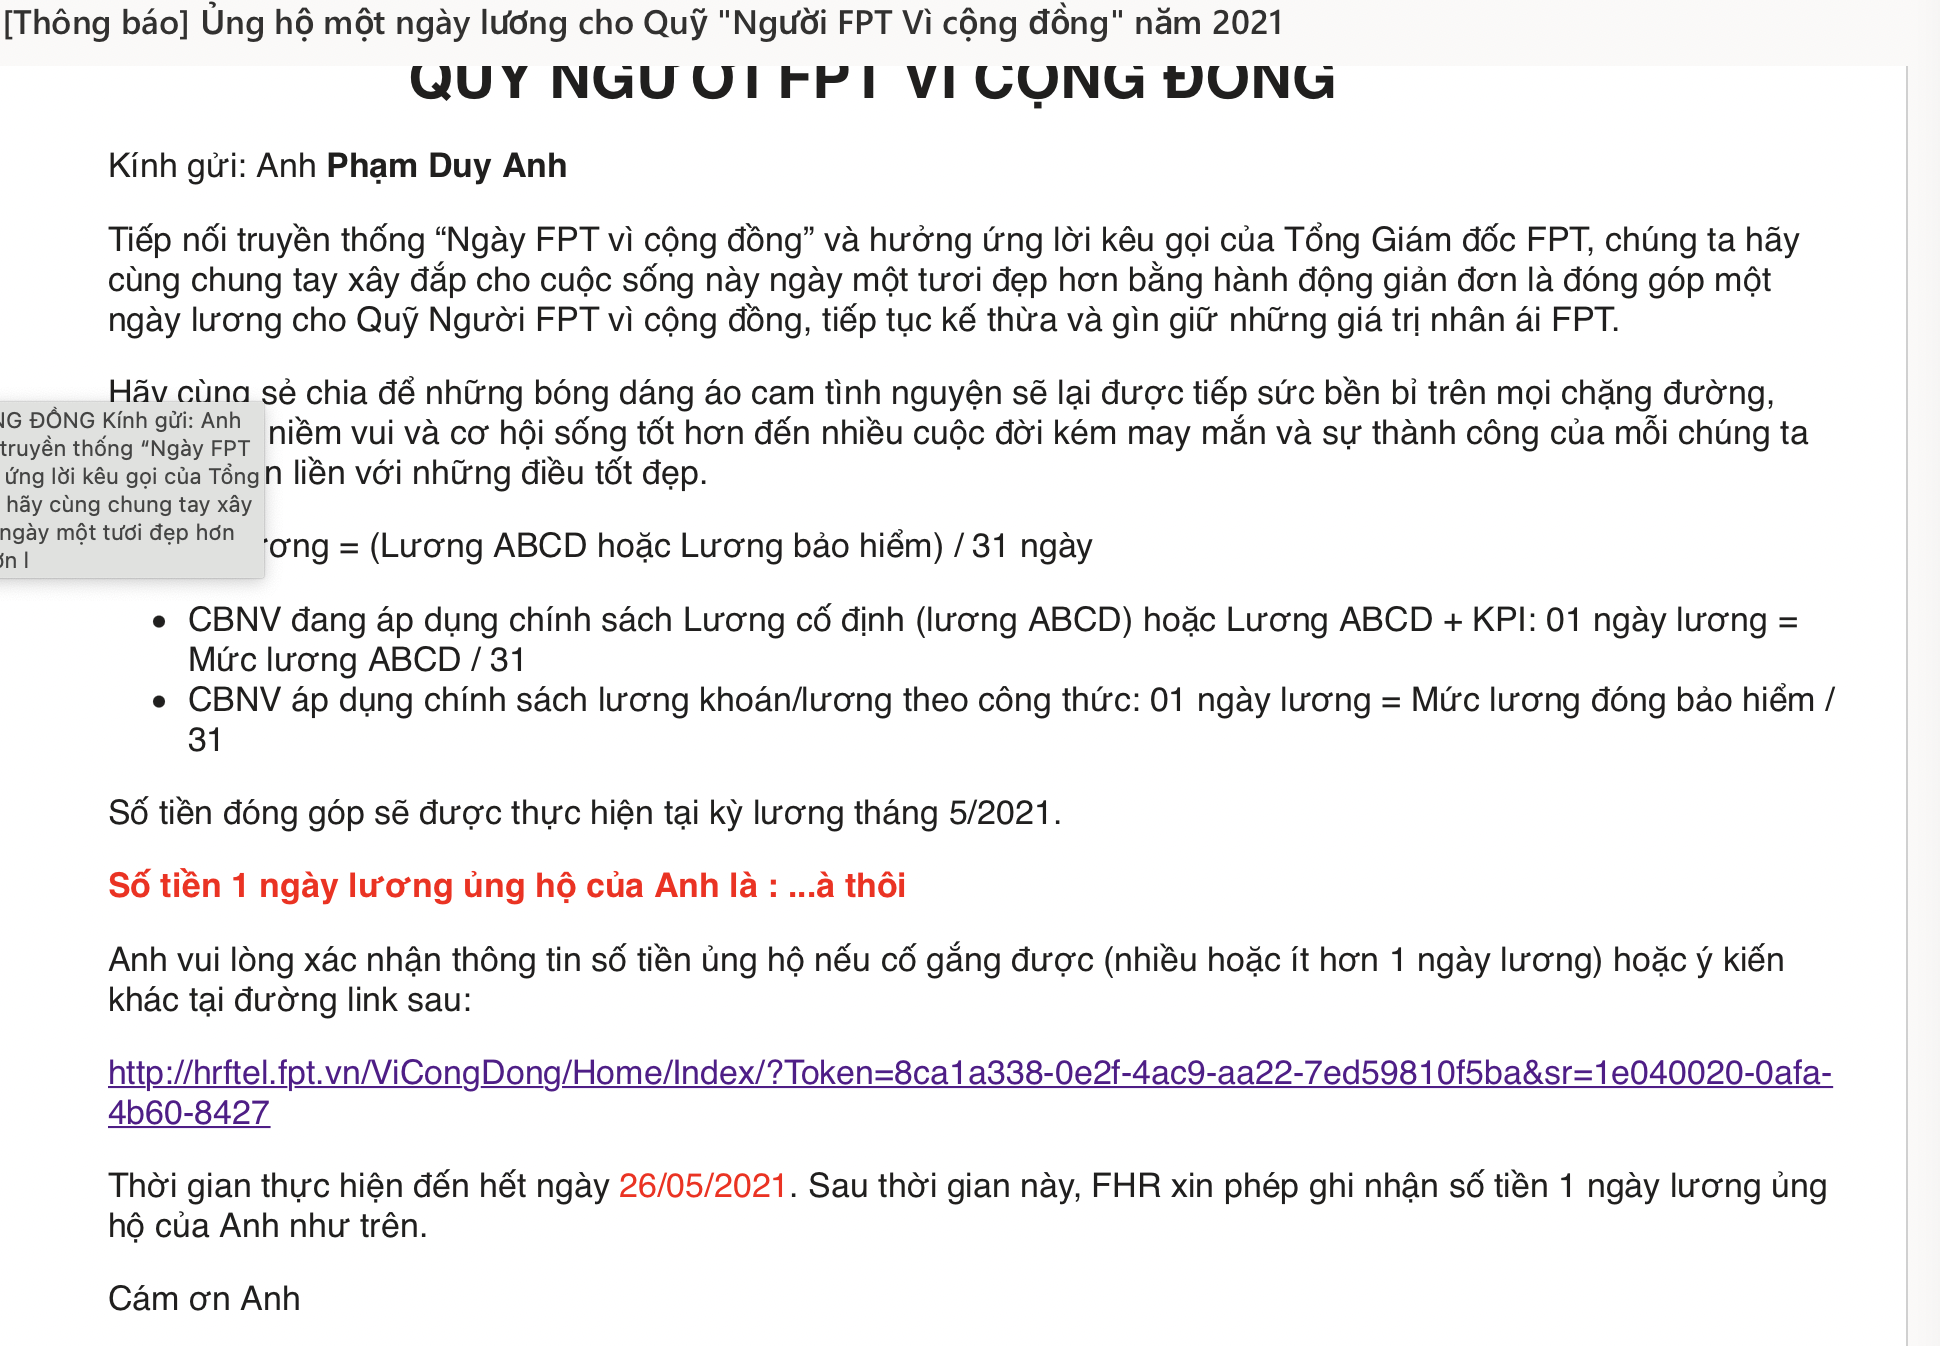 [Thông báo] Ủng hộ một ngày lương cho Quỹ "Người FPT Vì cộng đồng" năm 2021
QUỸ NGƯỜI FPT VÌ CỘNG ĐỒNG
Kính gửi: Anh Phạm Duy Anh
Tiếp nối truyền thống “Ngày FPT vì cộng đồng” và hưởng ứng lời kêu gọi của Tổng Giám đốc FPT, chúng ta hãy
cùng chung tay xây đắp cho cuộc sống này ngày một tươi đẹp hơn bằng hành động giản đơn là đóng góp một
ngày lương cho Quỹ Người FPT vì cộng đồng, tiếp tục kế thừa và gìn giữ những giá trị nhân ái FPT.
Hãy cùng sẻ chia để những bóng dáng áo cam tình nguyện sẽ lại được tiếp sức bền bỉ trên mọi chặng đường,
niềm vui và cơ hội sống tốt hơn đến nhiều cuộc đời kém may mắn và sự thành công của mỗi chúng ta
n liền với những điều tốt đẹp.
NG ĐỒNG Kính gửi: Anh
truyền thống “Ngày FPT
ứng lời kêu gọi của Tổng
hãy cùng chung tay xây
ngày một tươi đẹp hơn
ơn l
ương = (Lương ABCD hoặc Lương bảo hiểm) / 31 ngày
• CBNV đang áp dụng chính sách Lương cố định (lương ABCD) hoặc Lương ABCD + KPI: 01 ngày lương =
Mức lương ABCD / 31
• CBNV áp dụng chính sách lương khoán/lương theo công thức: 01 ngày lương = Mức lương đóng bảo hiểm /
31
Số tiền đóng góp sẽ được thực hiện tại kỳ lương tháng 5/2021.
Số tiền 1 ngày lương ủng hộ của Anh là : ...à thôi
Anh vui lòng xác nhận thông tin số tiền ủng hộ nếu cố gắng được (nhiều hoặc ít hơn 1 ngày lương) hoặc ý kiến
khác tại đường link sau:
http://hrftel.fpt.vn/ViCongDong/Home/Index/?Token=8ca1a338-0e2f-4ac9-aa22-7ed59810f5ba&sr=1e040020-0afa-
4b60-8427
Thời gian thực hiện đến hết ngày 26/05/2021. Sau thời gian này, FHR xin phép ghi nhận số tiền 1 ngày lương ủng
hộ của Anh như trên.
Cám ơn Anh